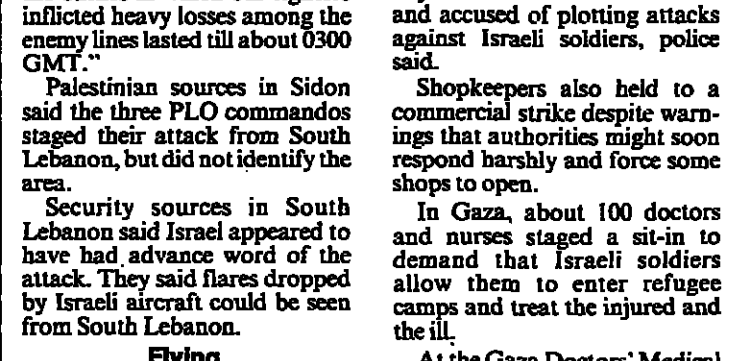 inflicted heavy losses among the
enemy lines lasted till about 0300
GMT."
Palestinian sources in Sidon
said the three PLO commandos
staged their attack from South
Lebanon, but did not identify the
area.
Security sources in South
Lebanon said Israel appeared to
have had advance word of the
attack. They said flares dropped
by Israeli aircraft could be seen
from South Lebanon.
Flying
and accused of plotting attacks
against Israeli soldiers, police
said.
Shopkeepers also held to a
commercial strike despite warn-
ings that authorities might soon
respond harshly and force some
shops to open.
In Gaza, about 100 doctors
and nurses staged a sit-in to
demand that Israeli soldiers
allow them to enter refugee
camps and treat the injured and
the ill.
At the Gaza Doctors' Medical